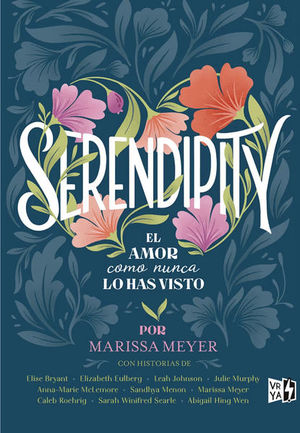 SERENDIPITY
EL
AMOR
como nunca
LO HAS VISTO
POR
MARISSA MEYER
CON HISTORIAS DE
Elise Bryant • Elizabeth Eulberg • Leah Johnson • Julie Murphy
Anna-Marie McLemore • Sandhya Menon • Marissa Meyer
Caleb Roehrig • Sarah Winifred Searle • Abigail Hing Wen
VR
YA